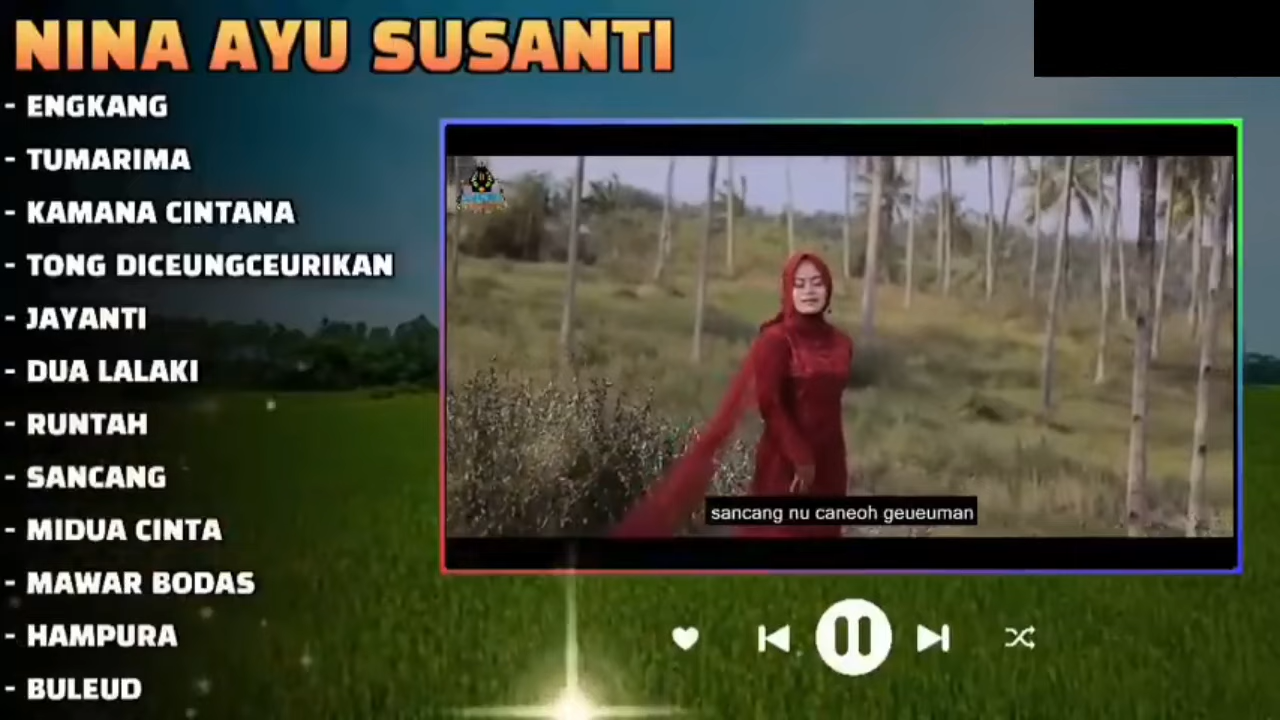 NINA AYU SUSANTI
- ENGKANG
- TUMARIMA
- KAMANA CINTANA
- TONG DICEUNGCEURIKAN
- JAYANTI
- DUA LALAKI
- RUNTAH
- SANCANG
- MIDUA CINTA
- MAWAR BODAS
- HAMPURA
- BULEUD
sancang nu caneoh geueuman